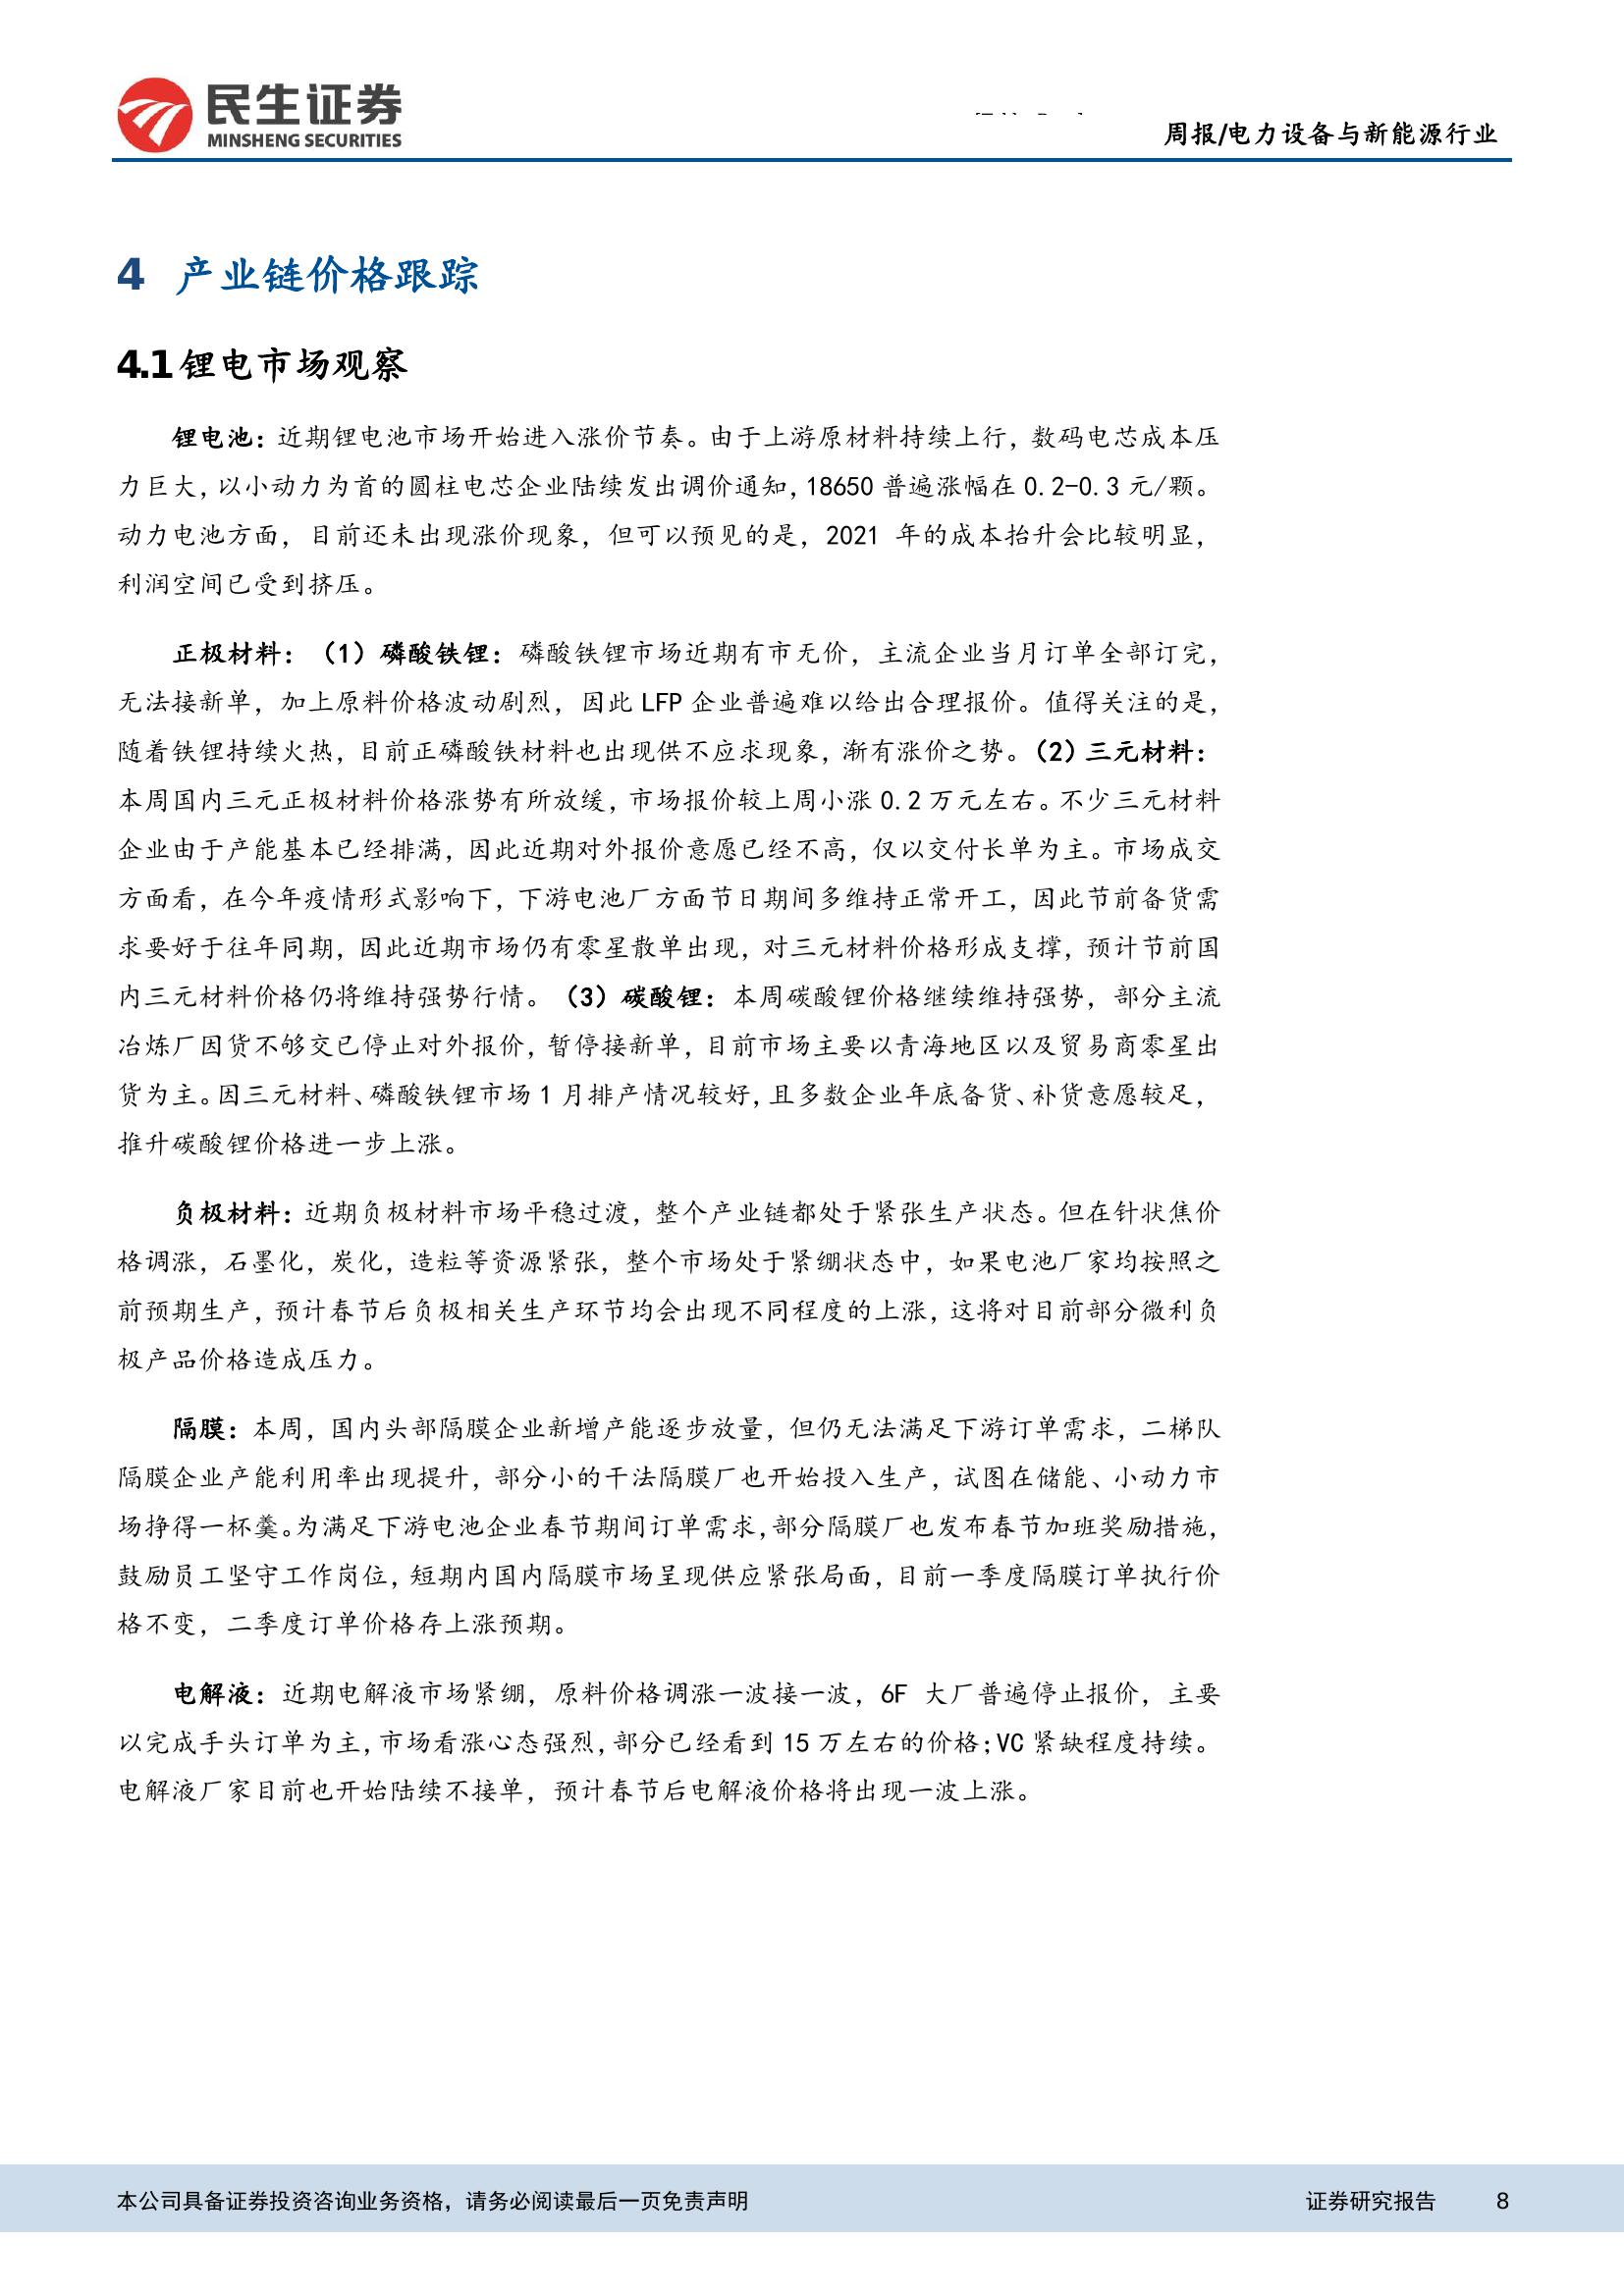 民生证券
MINSHENG SECURITIES
周报/电力设备与新能源行业
4 产业链价格跟踪
4.1 锂电市场观察
锂电池：近期锂电池市场开始进入涨价节奏。由于上游原材料持续上行，数码电芯成本压
力巨大，以小动力为首的圆柱电芯企业陆续发出调价通知，18650 普遍涨幅在 0.2-0.3 元/颗。
动力电池方面，目前还未出现涨价现象，但可以预见的是，2021 年的成本抬升会比较明显，
利润空间已受到挤压。
正极材料：（1）磷酸铁锂：磷酸铁锂市场近期有市无价，主流企业当月订单全部订完，
无法接新单，加上原料价格波动剧烈，因此 LFP 企业普遍难以给出合理报价。值得关注的是，
随着铁锂持续火热，目前正磷酸铁材料也出现供不应求现象，渐有涨价之势。（2）三元材料：
本周国内三元正极材料价格涨势有所放缓，市场报价较上周小涨 0.2 万元左右。不少三元材料
企业由于产能基本已经排满，因此近期对外报价意愿已经不高，仅以交付长单为主。市场成交
方面看，在今年疫情形式影响下，下游电池厂方面节日期间多维持正常开工，因此节前备货需
求要好于往年同期，因此近期市场仍有零星散单出现，对三元材料价格形成支撑，预计节前国
内三元材料价格仍将维持强势行情。（3）碳酸锂：本周碳酸锂价格继续维持强势，部分主流
冶炼厂因货不够交已停止对外报价，暂停接新单，目前市场主要以青海地区以及贸易商零星出
货为主。因三元材料、磷酸铁锂市场 1 月排产情况较好，且多数企业年底备货、补货意愿较足，
推升碳酸锂价格进一步上涨。
负极材料：近期负极材料市场平稳过渡，整个产业链都处于紧张生产状态。但在针状焦价
格调涨，石墨化，炭化，造粒等资源紧张，整个市场处于紧绷状态中，如果电池厂家均按照之
前预期生产，预计春节后负极相关生产环节均会出现不同程度的上涨，这将对目前部分微利负
极产品价格造成压力。
隔膜：本周，国内头部隔膜企业新增产能逐步放量，但仍无法满足下游订单需求，二梯队
隔膜企业产能利用率出现提升，部分小的干法隔膜厂也开始投入生产，试图在储能、小动力市
场挣得一杯羹。为满足下游电池企业春节期间订单需求，部分隔膜厂也发布春节加班奖励措施，
鼓励员工坚守工作岗位，短期内国内隔膜市场呈现供应紧张局面，目前一季度隔膜订单执行价
格不变，二季度订单价格存上涨预期。
电解液：近期电解液市场紧绷，原料价格调涨一波接一波，6F 大厂普遍停止报价，主要
以完成手头订单为主，市场看涨心态强烈，部分已经看到 15 万左右的价格；VC 紧缺程度持续。
电解液厂家目前也开始陆续不接单，预计春节后电解液价格将出现一波上涨。
本公司具备证券投资咨询业务资格，请务必阅读最后一页免责声明
证券研究报告 8